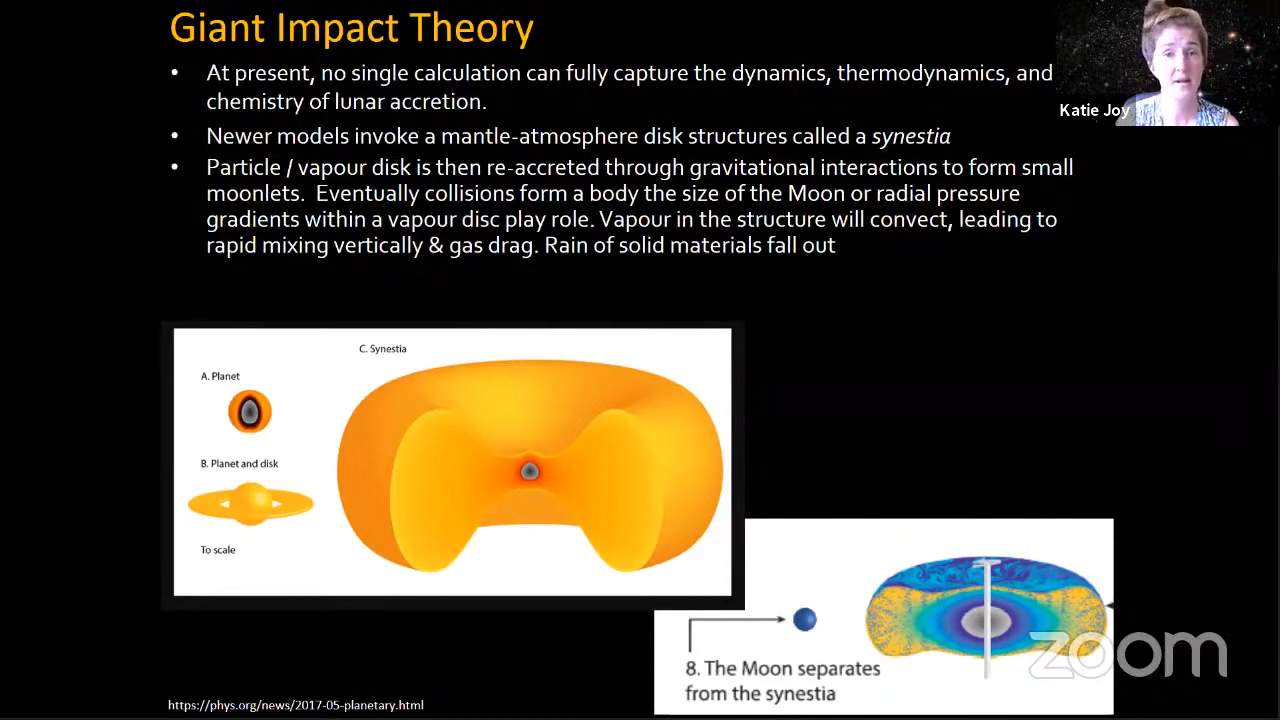 Giant Impact Theory
• At present, no single calculation can fully capture the dynamics, thermodynamics, and
chemistry of lunar accretion.
• Newer models invoke a mantle-atmosphere disk structures called a synestia
• Particle / vapour disk is then re-accreted through gravitational interactions to form small
moonlets. Eventually collisions form a body the size of the Moon or radial pressure
gradients within a vapour disc play role. Vapour in the structure will convect, leading to
rapid mixing vertically & gas drag. Rain of solid materials fall out
Katie Joy
C. Synestia
A. Planet
B. Planet and disk
To scale
8. The Moon separates
from the synestia
zoom
https://phys.org/news/2017-05-planetary.html